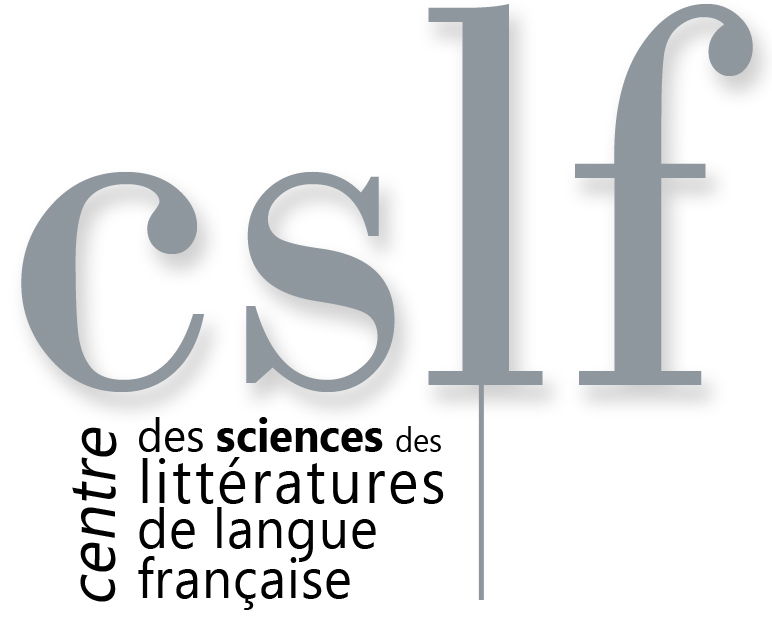 cslf
centre
des sciences des
littératures
de langue
française